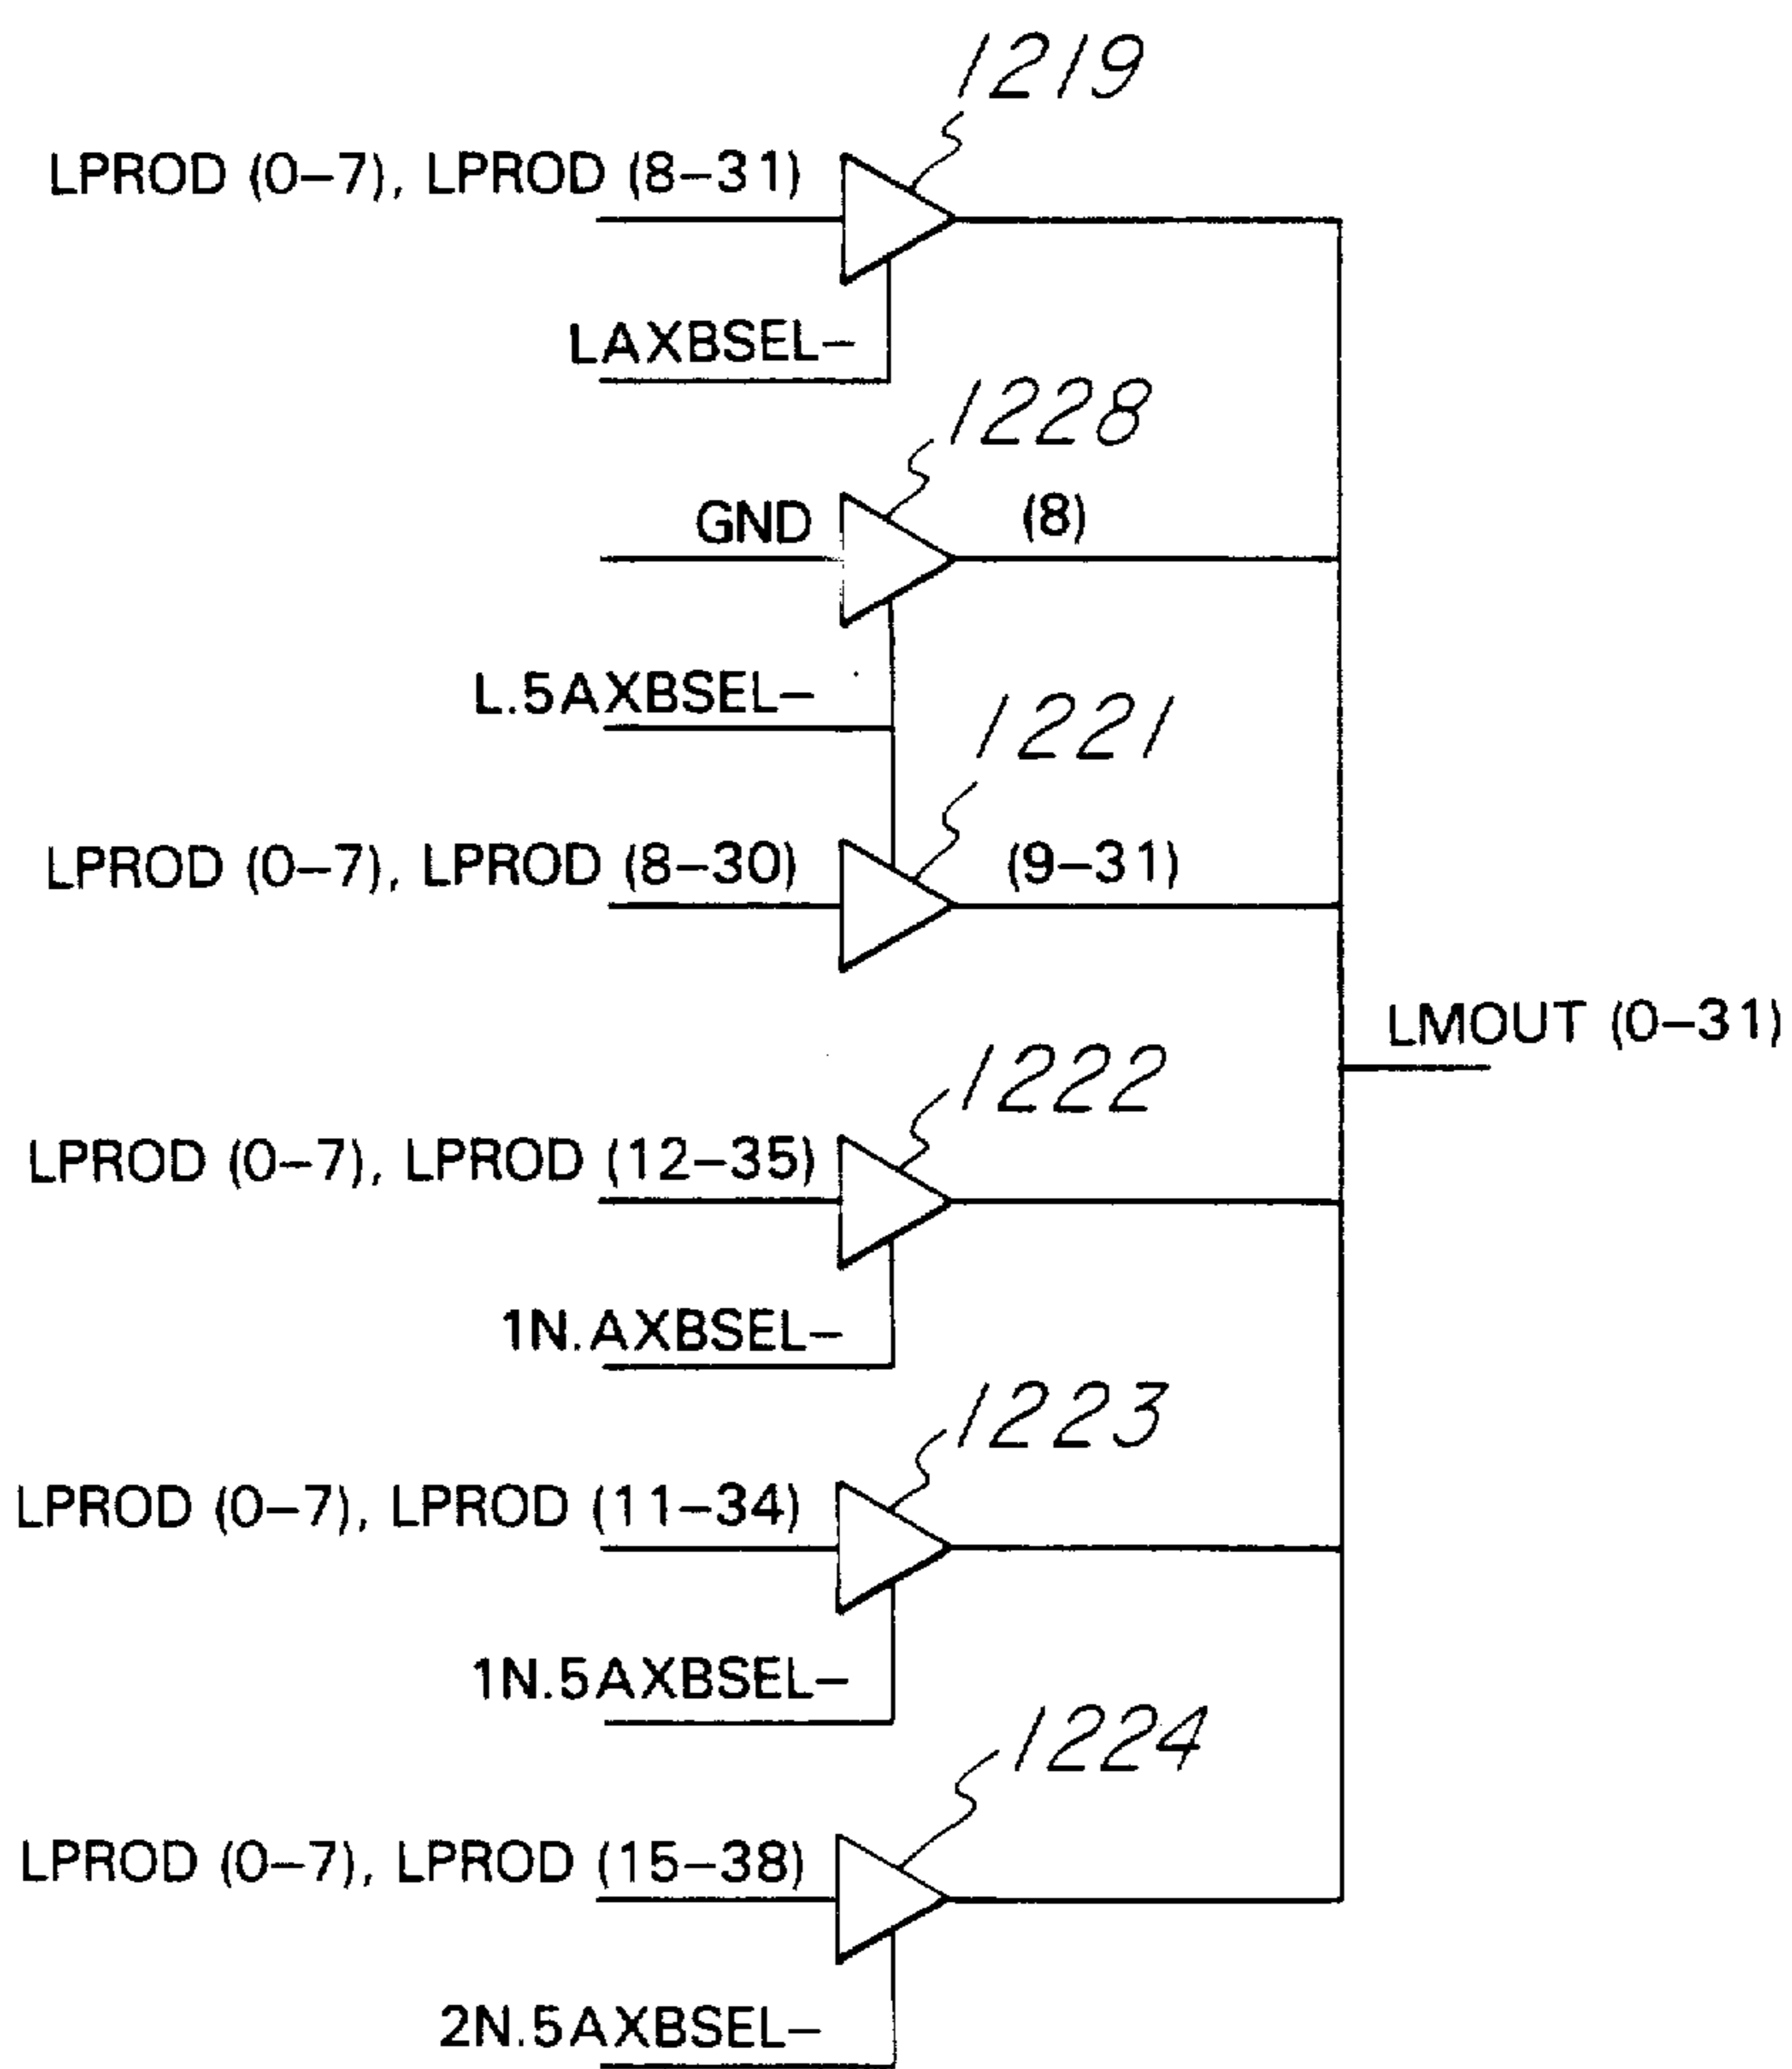 1219
LPROD (0–7), LPROD (8–31)
LAXBSEL–
1228
GND (8)
L.5AXBSEL–
1221
LPROD (0–7), LPROD (8–30) (9–31)
LMOUT (0–31)
1222
LPROD (0–7), LPROD (12–35)
1N.AXBSEL–
1223
LPROD (0–7), LPROD (11–34)
1N.5AXBSEL–
1224
LPROD (0–7), LPROD (15–38)
2N.5AXBSEL–